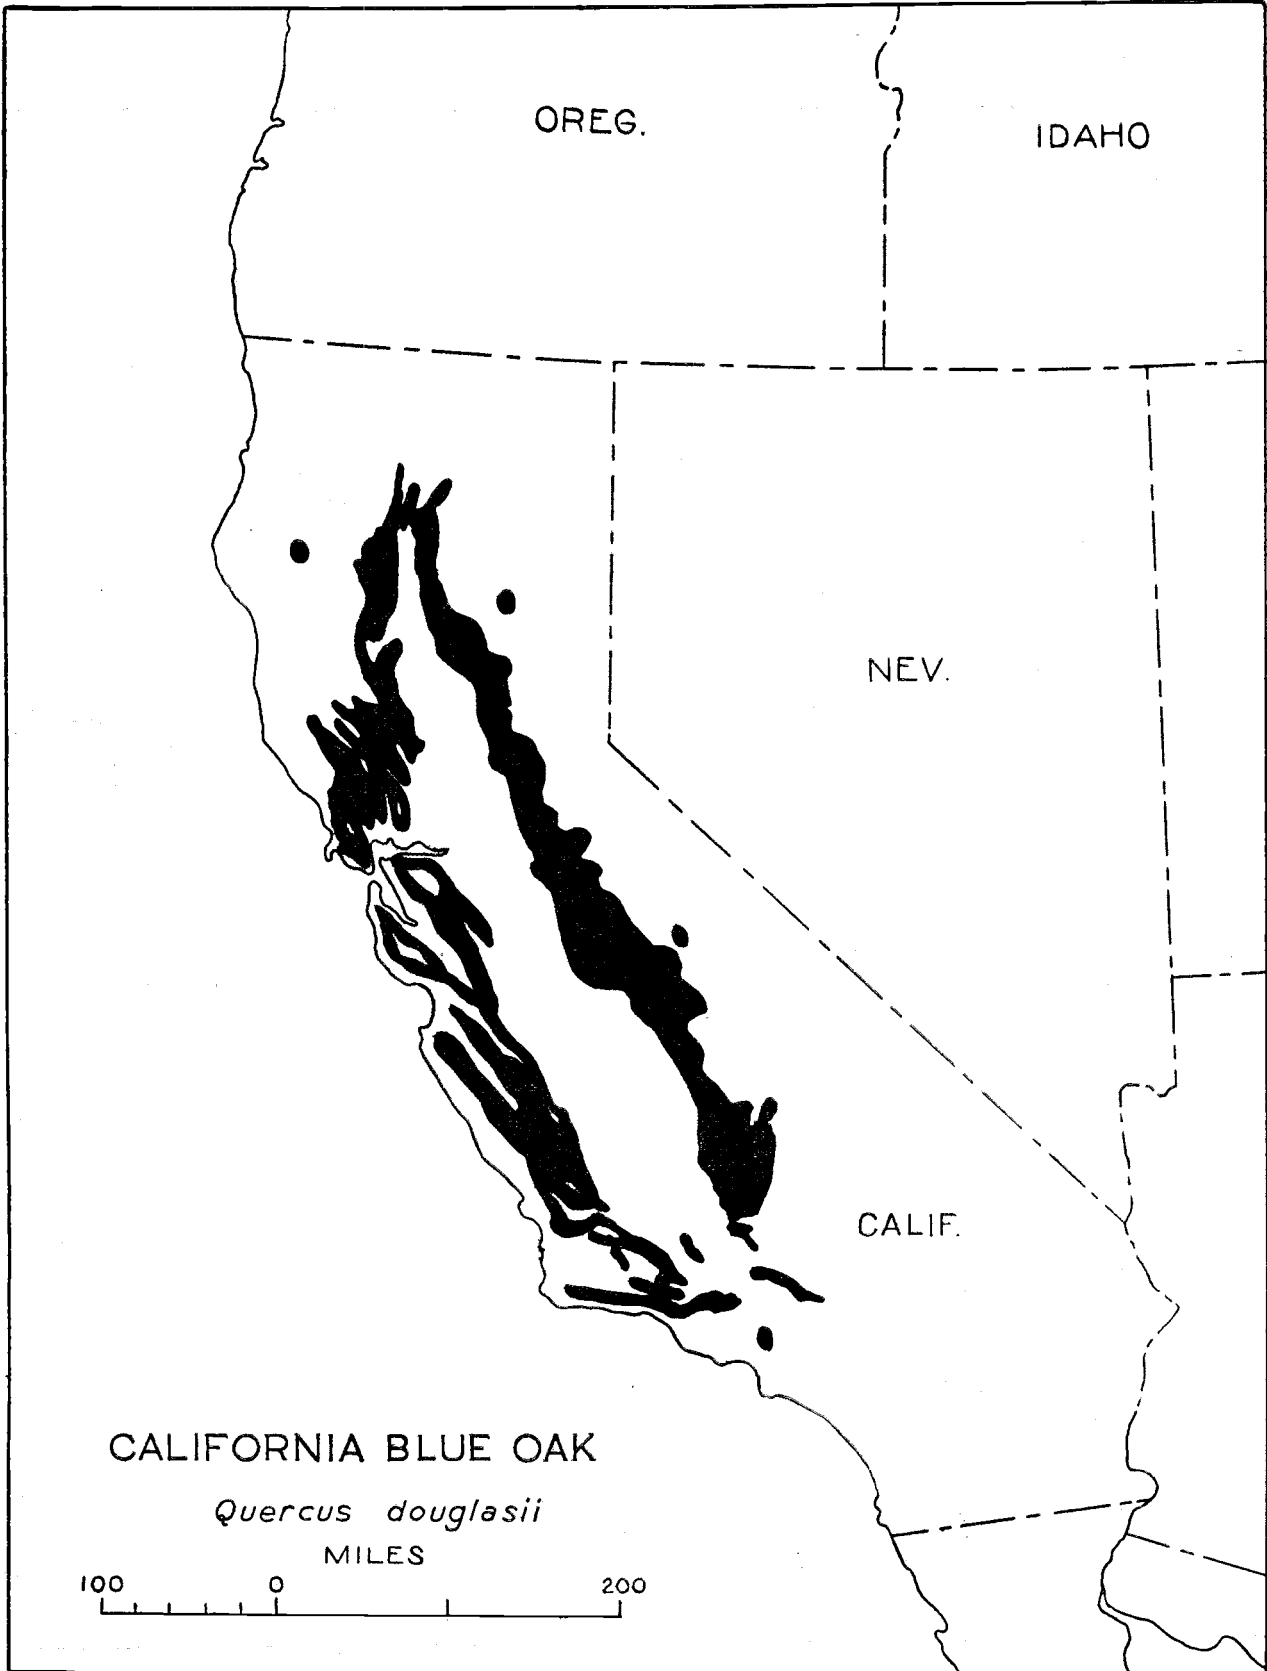 OREG.
IDAHO
NEV.
CALIF.
CALIFORNIA BLUE OAK
Quercus douglasii
MILES
100 0 200